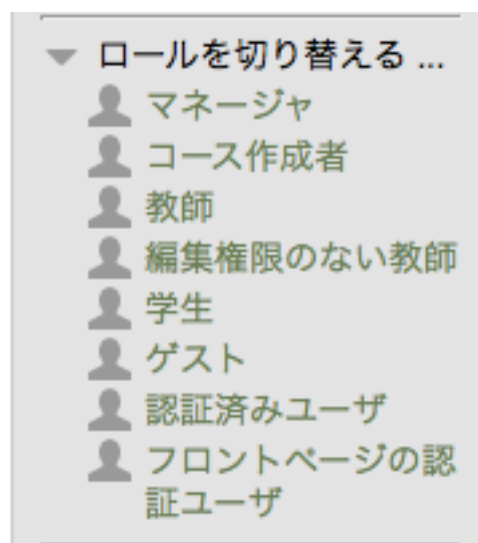 ロールを切り替える ...
マネージャ
コース作成者
教師
編集権限のない教師
学生
ゲスト
認証済みユーザ
フロントページの認
証ユーザ